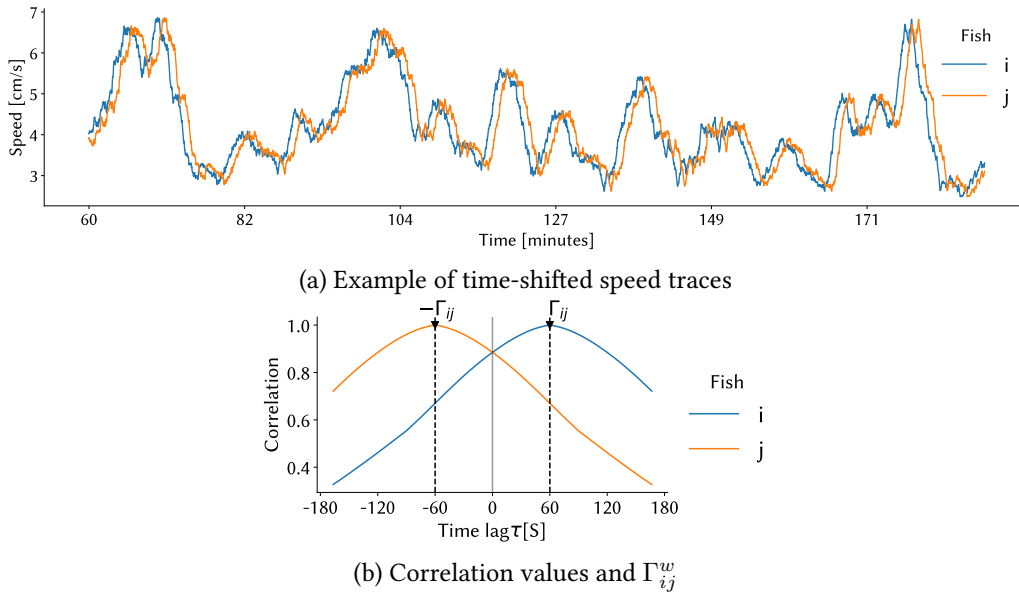 7
6
5
4
3
Speed [cm/s]
60 82 104 127 149 171
Time [minutes]
Fish
i
j
(a) Example of time-shifted speed traces
−Γij Γij
1.0
0.8
0.6
0.4
Correlation
-180 -120 -60 0 60 120 180
Time lag τ[S]
Fish
i
j
(b) Correlation values and Γ^w_ij